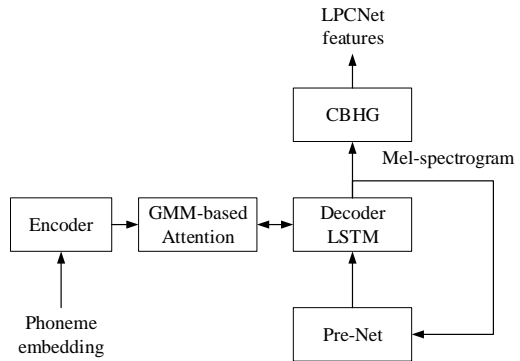 LPCNet
features
CBHG
Mel-spectrogram
Encoder
GMM-based
Attention
Decoder
LSTM
Phoneme
embedding
Pre-Net